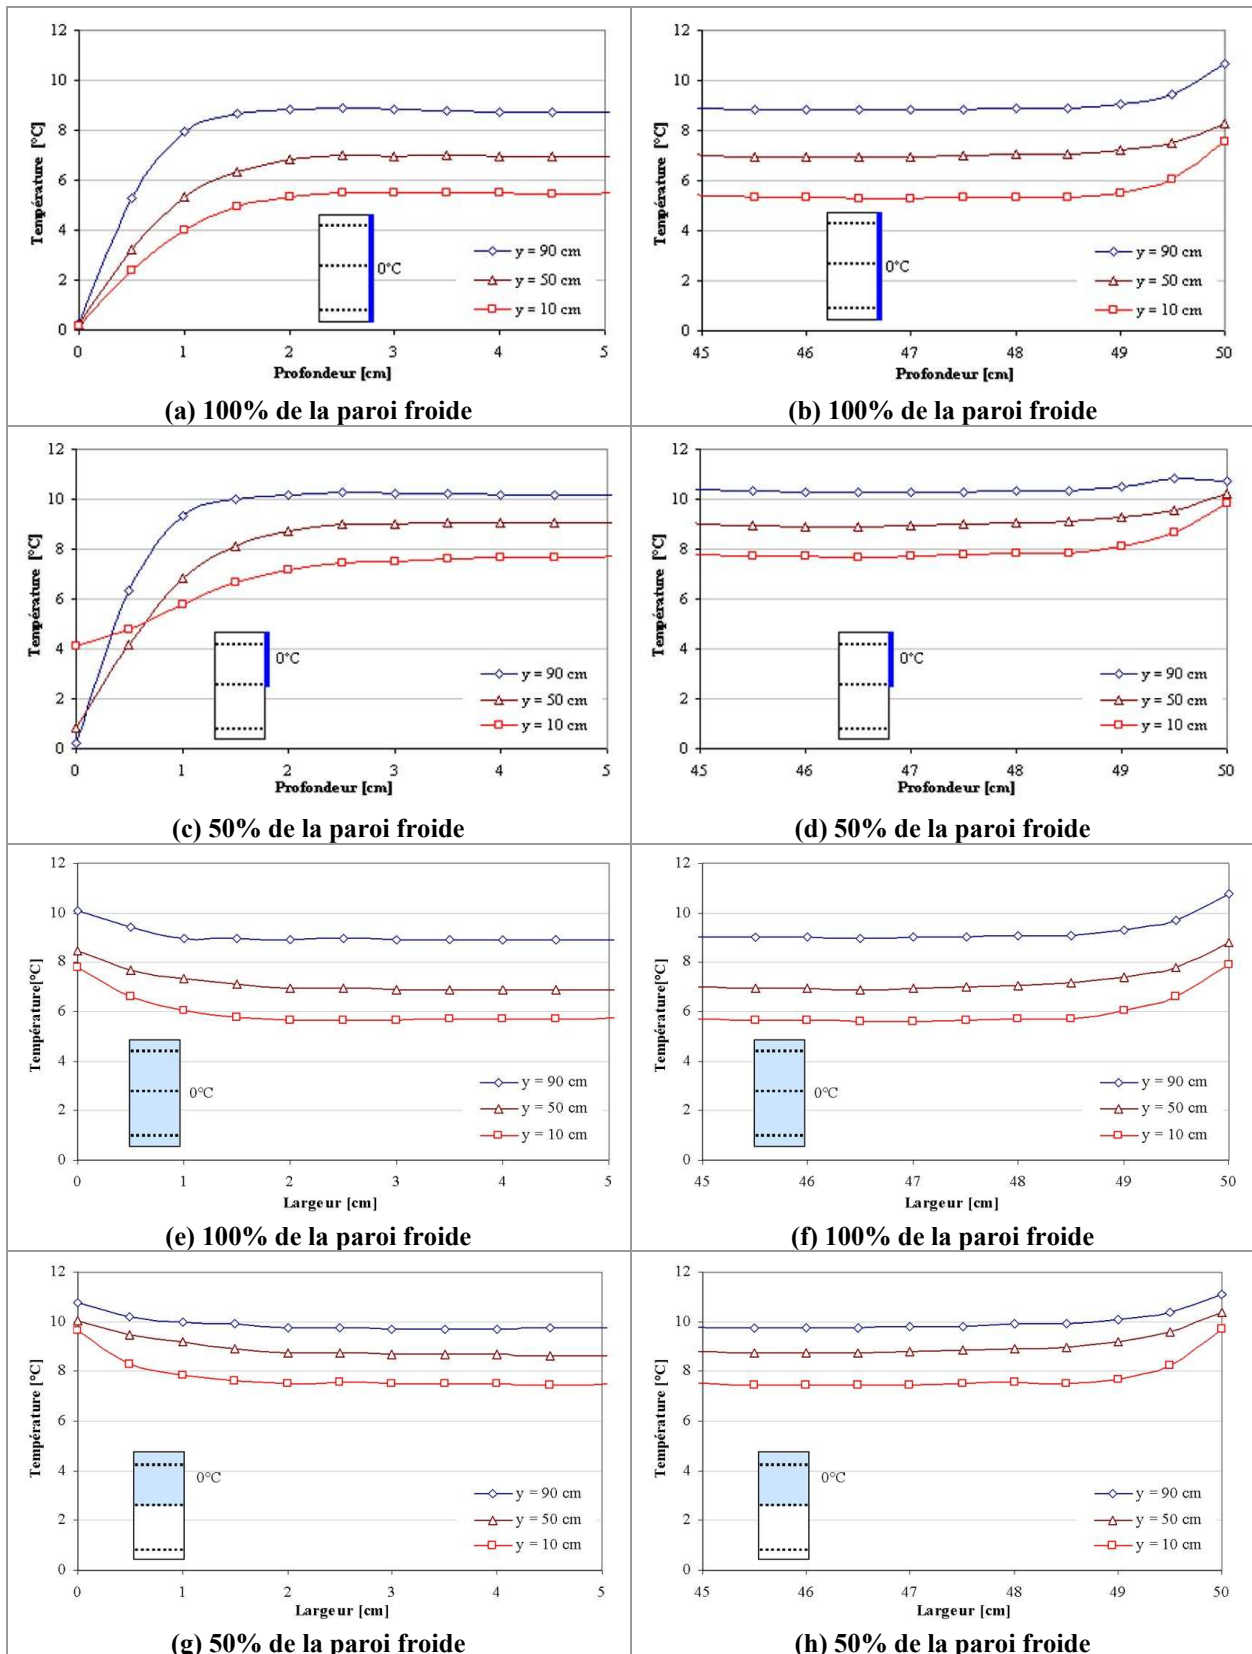 Température [°C]
12
10
8
6
4
2
0
0°C
y = 90 cm
y = 50 cm
y = 10 cm
0 1 2 3 4 5
Profondeur [cm]
(a) 100% de la paroi froide
Température [°C]
12
10
8
6
4
2
0
0°C
y = 90 cm
y = 50 cm
y = 10 cm
45 46 47 48 49 50
Profondeur [cm]
(b) 100% de la paroi froide
Température [°C]
12
10
8
6
4
2
0
0°C
y = 90 cm
y = 50 cm
y = 10 cm
0 1 2 3 4 5
Profondeur [cm]
(c) 50% de la paroi froide
Température [°C]
12
10
8
6
4
2
0
0°C
y = 90 cm
y = 50 cm
y = 10 cm
45 46 47 48 49 50
Profondeur [cm]
(d) 50% de la paroi froide
Température[°C]
12
10
8
6
4
2
0
0°C
y = 90 cm
y = 50 cm
y = 10 cm
0 1 2 3 4 5
Largeur [cm]
(e) 100% de la paroi froide
Température [°C]
12
10
8
6
4
2
0
0°C
y = 90 cm
y = 50 cm
y = 10 cm
45 46 47 48 49 50
Largeur [cm]
(f) 100% de la paroi froide
Température [°C]
12
10
8
6
4
2
0
0°C
y = 90 cm
y = 50 cm
y = 10 cm
0 1 2 3 4 5
Largeur [cm]
(g) 50% de la paroi froide
Température [°C]
12
10
8
6
4
2
0
0°C
y = 90 cm
y = 50 cm
y = 10 cm
45 46 47 48 49 50
Largeur [cm]
(h) 50% de la paroi froide